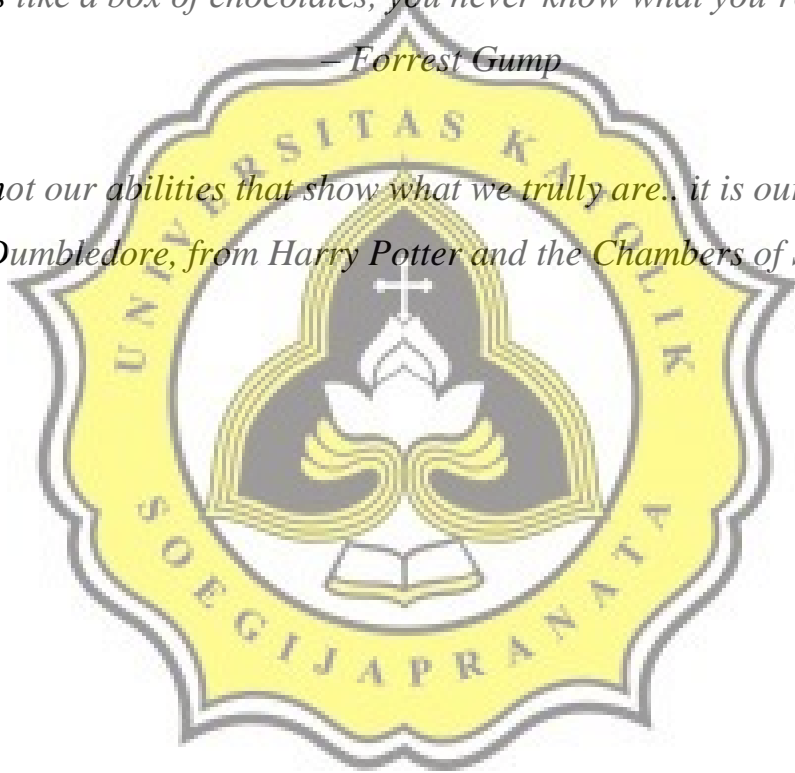 like a box of chocolates, you never know what you
– Forrest Gump
not our abilities that show what we trully are.. it is our
Dumbledore, from Harry Potter and the Chambers of
UNIVERSITAS KATOLIK
SOEGIJAPRANATA